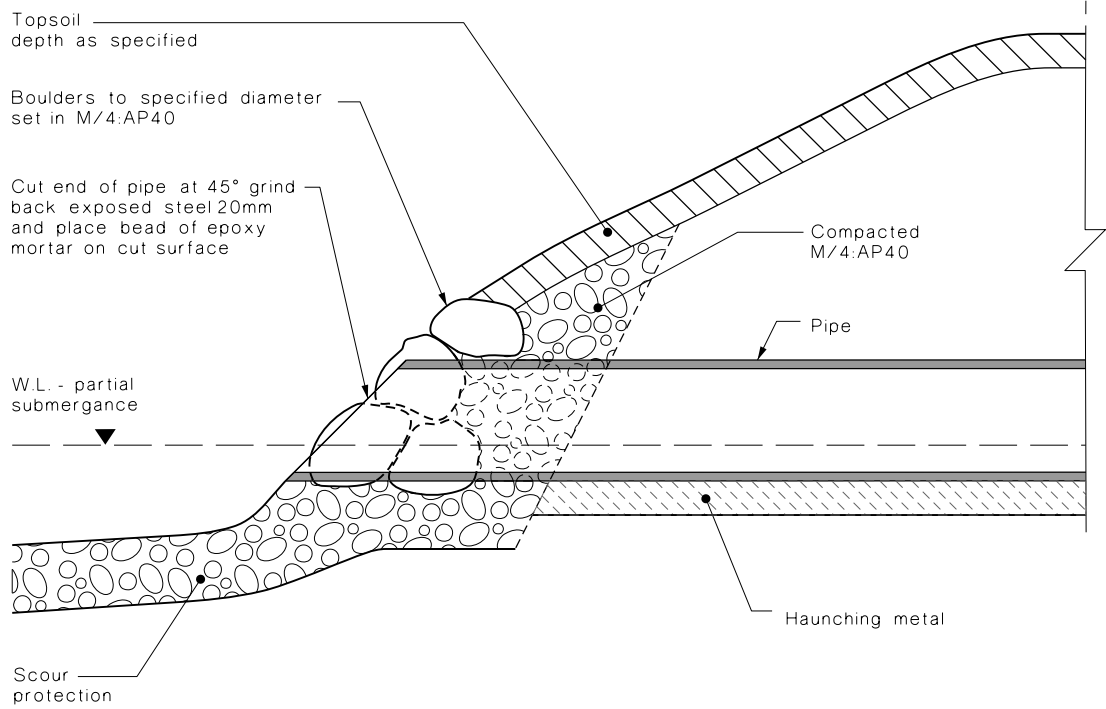 Topsoil
depth as specified
Boulders to specified diameter
set in M/4:AP40
Cut end of pipe at 45° grind
back exposed steel 20mm
and place bead of epoxy
mortar on cut surface
Compacted
M/4:AP40
Pipe
W.L. - partial
submergance
Haunching metal
Scour
protection